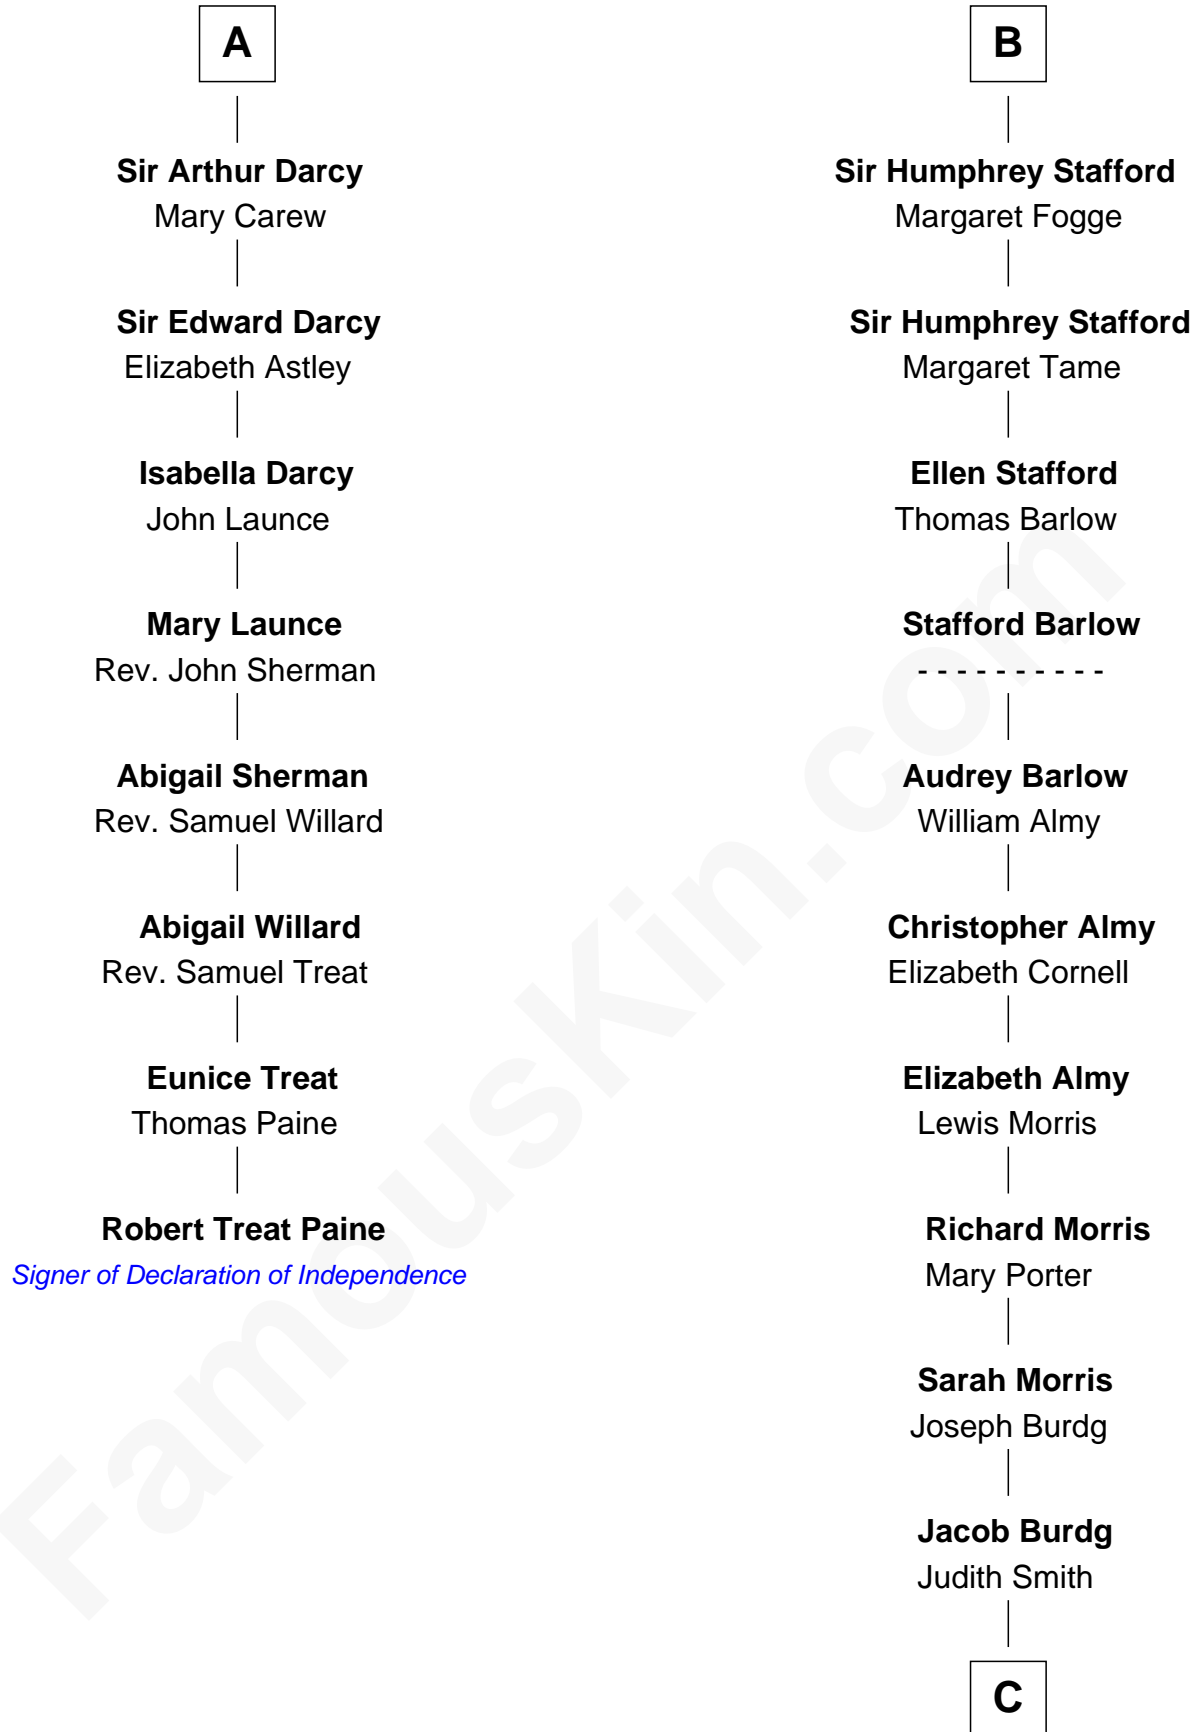 A
Sir Arthur Darcy
Mary Carew
Sir Edward Darcy
Elizabeth Astley
Isabella Darcy
John Launce
Mary Launce
Rev. John Sherman
Abigail Sherman
Rev. Samuel Willard
Abigail Willard
Rev. Samuel Treat
Eunice Treat
Thomas Paine
Robert Treat Paine
Signer of Declaration of Independence
B
Sir Humphrey Stafford
Margaret Fogge
Sir Humphrey Stafford
Margaret Tame
Ellen Stafford
Thomas Barlow
Stafford Barlow
- - - - - - - - - -
Audrey Barlow
William Almy
Christopher Almy
Elizabeth Cornell
Elizabeth Almy
Lewis Morris
Richard Morris
Mary Porter
Sarah Morris
Joseph Burdg
Jacob Burdg
Judith Smith
C
FamousKin.com